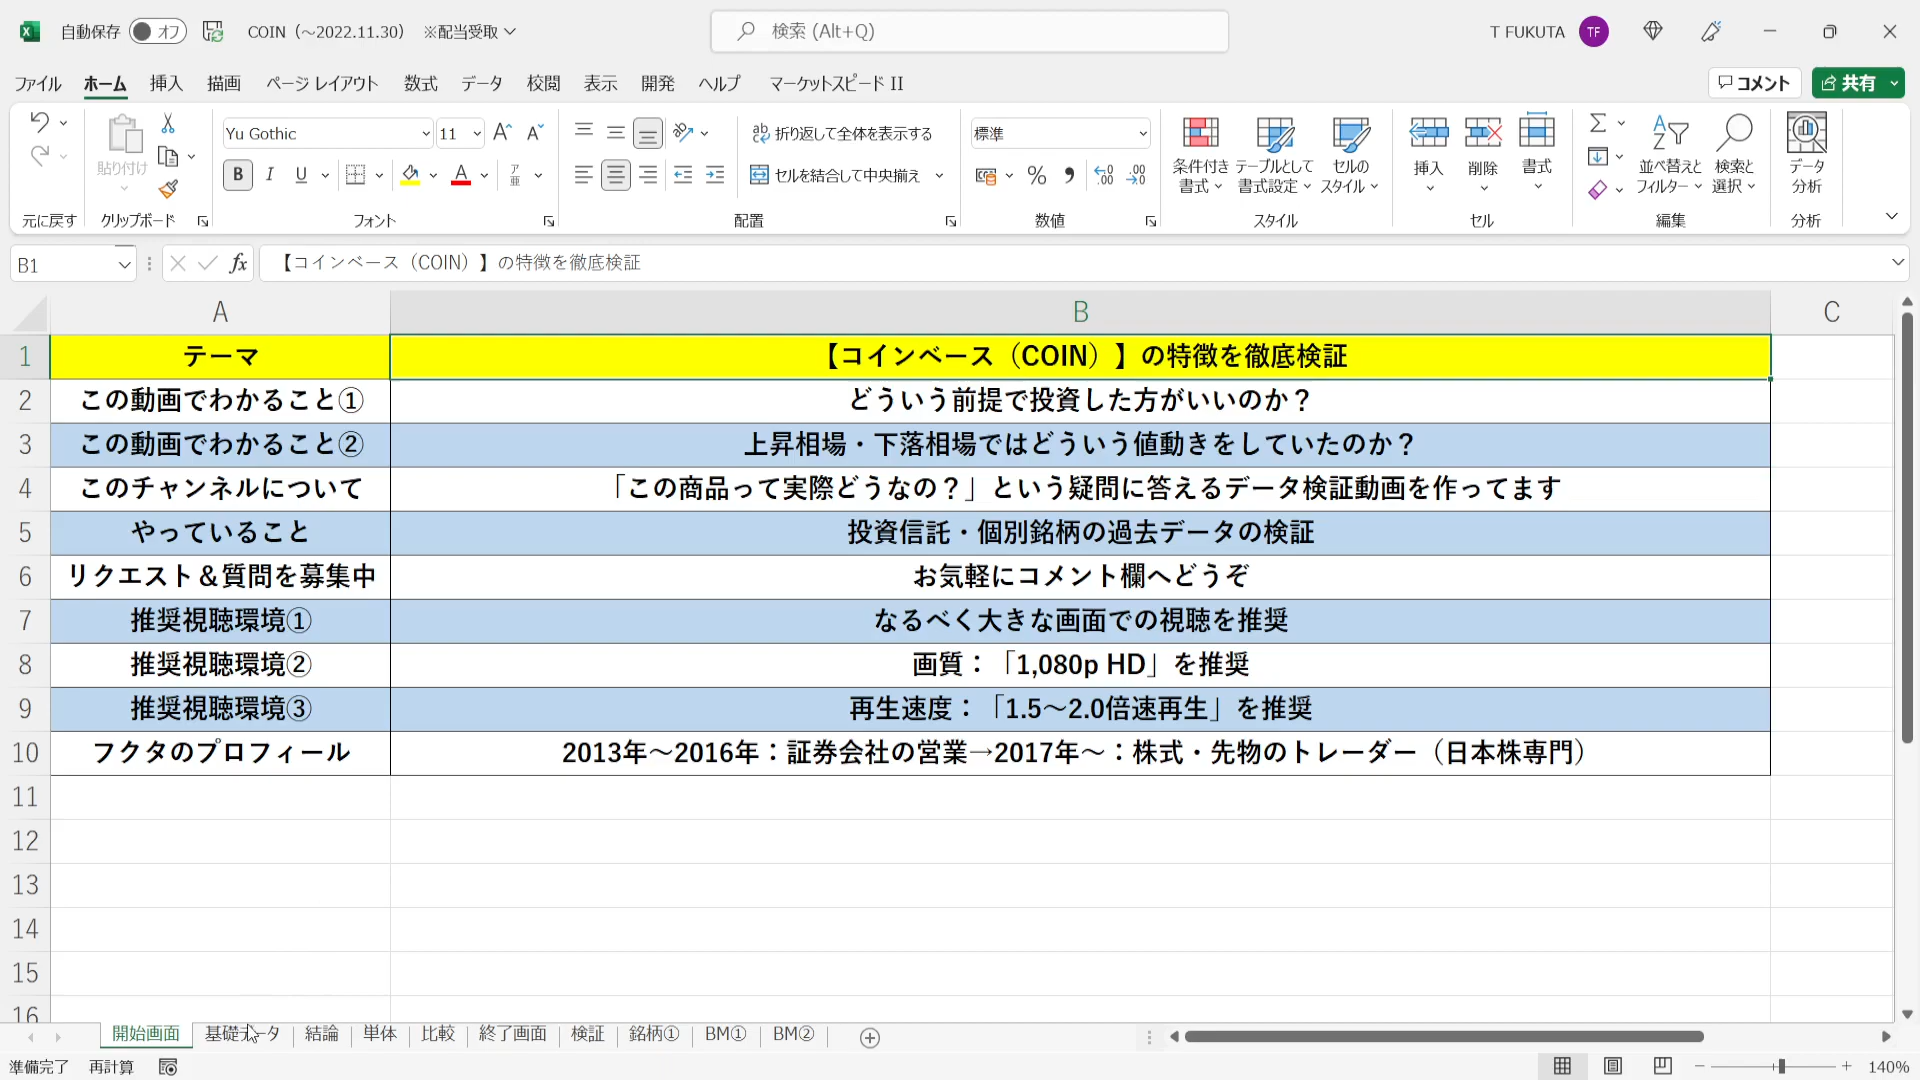 自動保存 オフ COIN（～2022.11.30） ※配当受取 検索 (Alt+Q) T FUKUTA TF
ファイル ホーム 挿入 描画 ページ レイアウト 数式 データ 校閲 表示 開発 ヘルプ マーケットスピード II コメント 共有
Yu Gothic 11 折り返して全体を表示する 標準
貼り付け B I U A セルを結合して中央揃え % 条件付き書式 テーブルとして書式設定 セルのスタイル 挿入 削除 書式 並べ替えとフィルター 検索と選択 データ分析
元に戻す クリップボード フォント 配置 数値 スタイル セル 編集 分析
B1 fx 【コインベース（COIN）】の特徴を徹底検証
A B C
1 テーマ 【コインベース（COIN）】の特徴を徹底検証
2 この動画でわかること① どういう前提で投資した方がいいのか？
3 この動画でわかること② 上昇相場・下落相場ではどういう値動きをしていたのか？
4 このチャンネルについて 「この商品って実際どうなの？」という疑問に答えるデータ検証動画を作ってます
5 やっていること 投資信託・個別銘柄の過去データの検証
6 リクエスト＆質問を募集中 お気軽にコメント欄へどうぞ
7 推奨視聴環境① なるべく大きな画面での視聴を推奨
8 推奨視聴環境② 画質：「1,080p HD」を推奨
9 推奨視聴環境③ 再生速度：「1.5～2.0倍速再生」を推奨
10 フクタのプロフィール 2013年～2016年：証券会社の営業→2017年～：株式・先物のトレーダー（日本株専門）
11
12
13
14
15
16
開始画面 基礎データ 結論 単体 比較 終了画面 検証 銘柄① BM① BM②
準備完了 再計算 140%